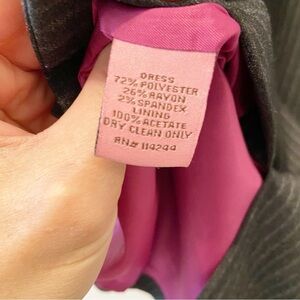 DRESS
72% POLYESTER
26% RAYON
2% SPANDEX
LINING
100% ACETATE
DRY CLEAN ONLY
RN# 114244